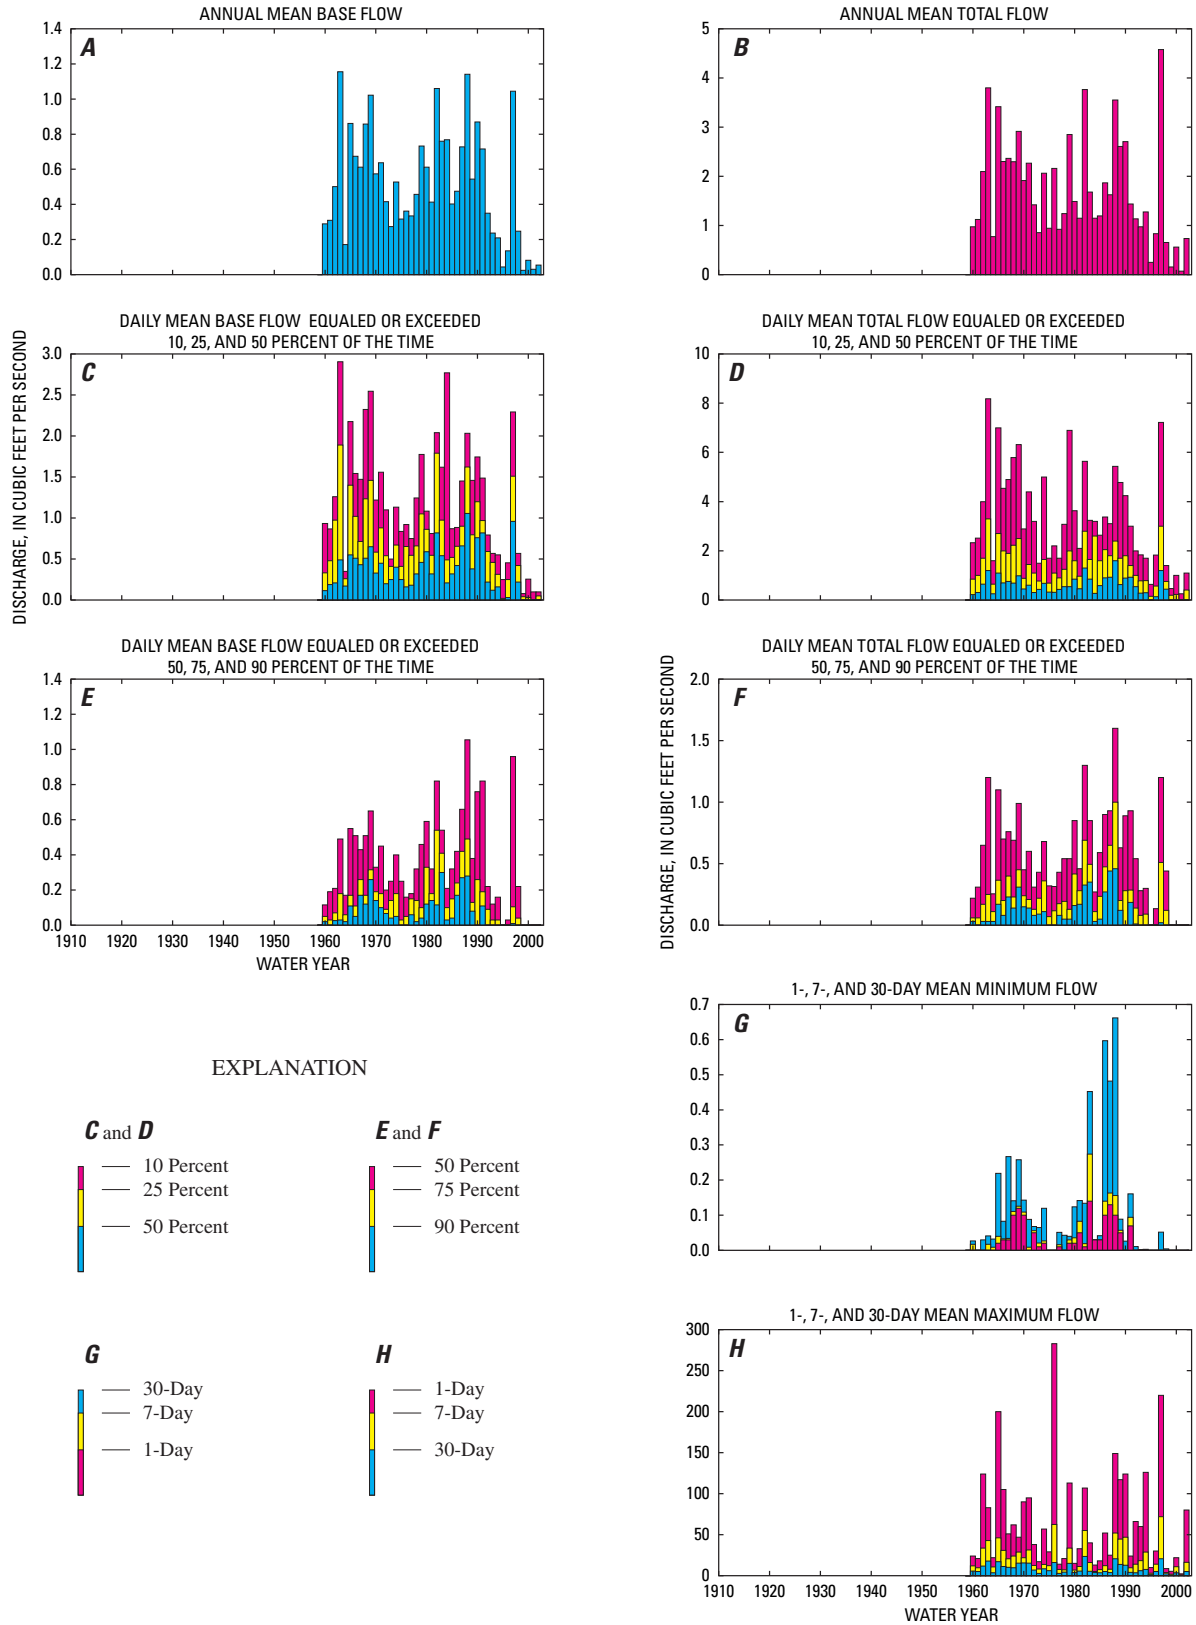 ANNUAL MEAN BASE FLOW
A
1.4
1.2
1.0
0.8
0.6
0.4
0.2
0.0
ANNUAL MEAN TOTAL FLOW
B
5
4
3
2
1
0
DISCHARGE, IN CUBIC FEET PER SECOND
DAILY MEAN BASE FLOW EQUALED OR EXCEEDED
10, 25, AND 50 PERCENT OF THE TIME
C
3.0
2.5
2.0
1.5
1.0
0.5
0.0
DAILY MEAN TOTAL FLOW EQUALED OR EXCEEDED
10, 25, AND 50 PERCENT OF THE TIME
D
10
8
6
4
2
0
DAILY MEAN BASE FLOW EQUALED OR EXCEEDED
50, 75, AND 90 PERCENT OF THE TIME
E
1.4
1.2
1.0
0.8
0.6
0.4
0.2
0.0
1910 1920 1930 1940 1950 1960 1970 1980 1990 2000
WATER YEAR
DISCHARGE, IN CUBIC FEET PER SECOND
DAILY MEAN TOTAL FLOW EQUALED OR EXCEEDED
50, 75, AND 90 PERCENT OF THE TIME
F
2.0
1.5
1.0
0.5
0.0
1-, 7-, AND 30-DAY MEAN MINIMUM FLOW
G
0.7
0.6
0.5
0.4
0.3
0.2
0.1
0.0
1-, 7-, AND 30-DAY MEAN MAXIMUM FLOW
H
300
250
200
150
100
50
0
1910 1920 1930 1940 1950 1960 1970 1980 1990 2000
WATER YEAR
EXPLANATION
C and D
10 Percent
25 Percent
50 Percent
E and F
50 Percent
75 Percent
90 Percent
G
30-Day
7-Day
1-Day
H
1-Day
7-Day
30-Day